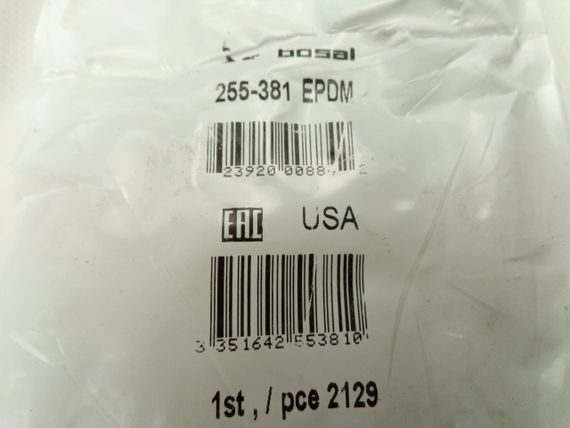 bosal
255-381 EPDM
23920 0088
EAC USA
3 351642 553810
1st , / pce 2129